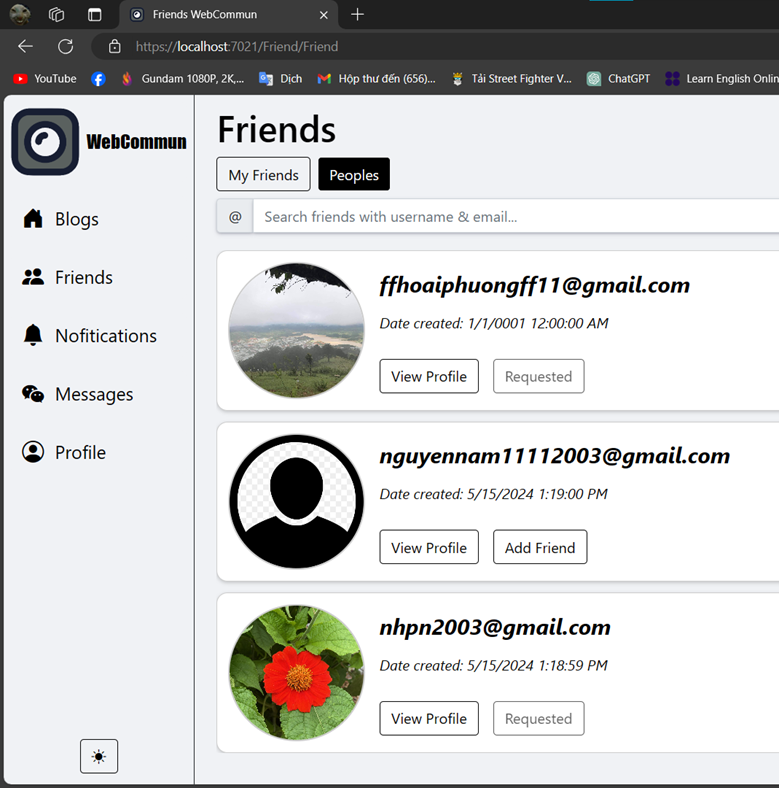 Friends WebCommun
https://localhost:7021/Friend/Friend
YouTube Gundam 1080P, 2K,... Dịch Hộp thư đến (656)... Tải Street Fighter V... ChatGPT Learn English Onlin
WebCommun
Friends
My Friends Peoples
@ Search friends with username & email...
Blogs
Friends
Nofitications
Messages
Profile
ffhoaiphuongff11@gmail.com
Date created: 1/1/0001 12:00:00 AM
View Profile Requested
nguyennam11112003@gmail.com
Date created: 5/15/2024 1:19:00 PM
View Profile Add Friend
nhpn2003@gmail.com
Date created: 5/15/2024 1:18:59 PM
View Profile Requested